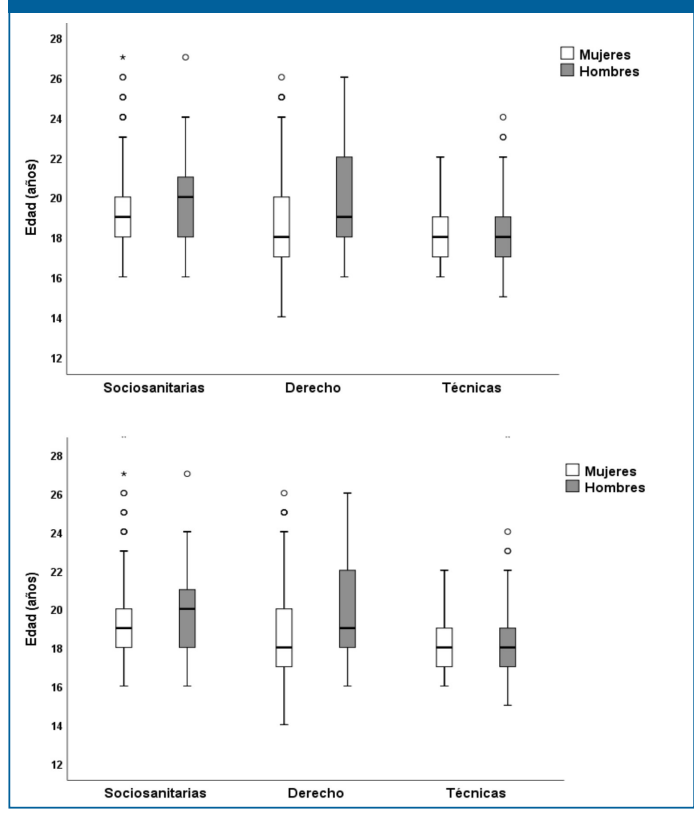 28
Mujeres
Hombres
26
24
22
20
18
16
14
12
Edad (años)
Sociosanitarias Derecho Técnicas
28
Mujeres
Hombres
26
24
22
20
18
16
14
12
Edad (años)
Sociosanitarias Derecho Técnicas